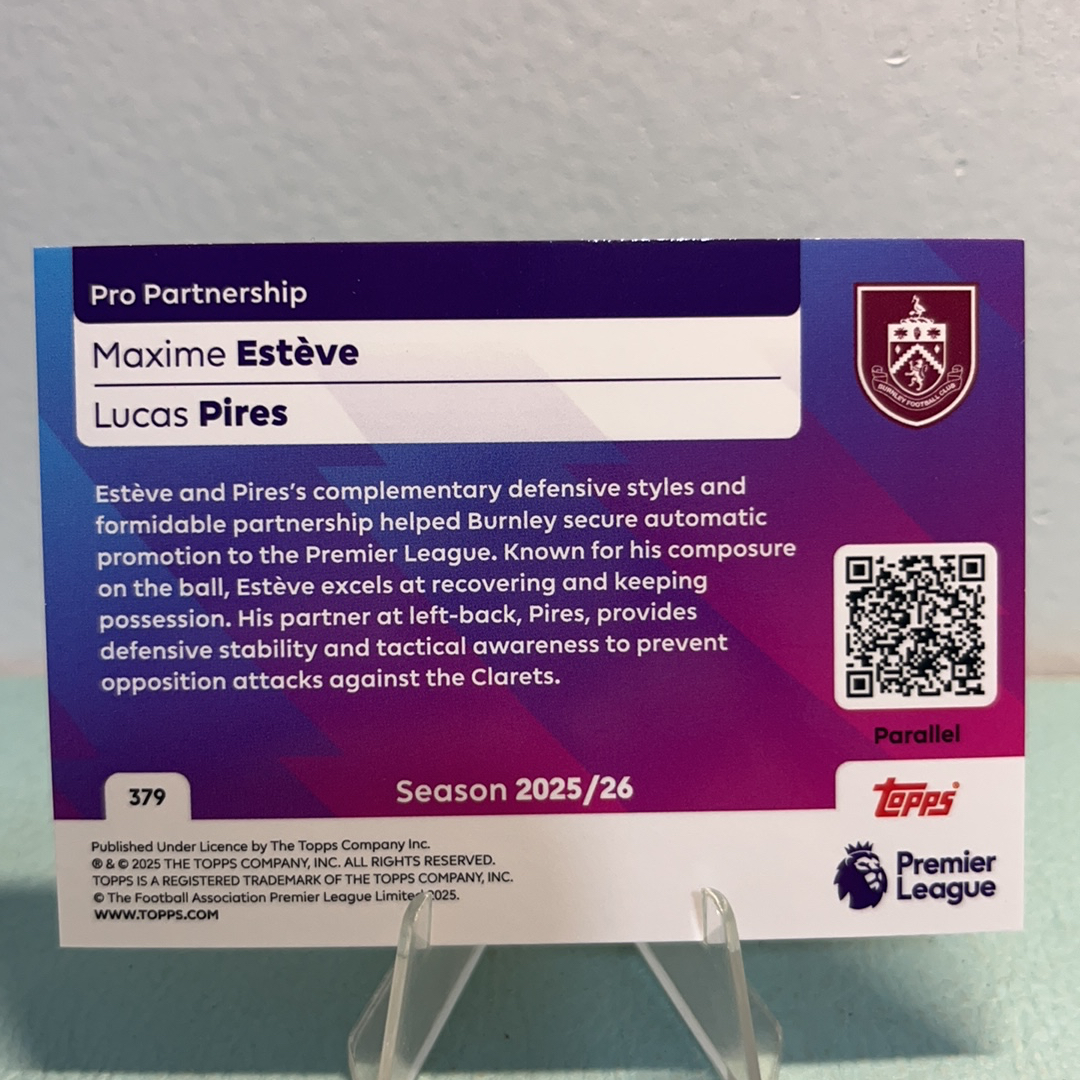 Pro Partnership
Maxime Estève
Lucas Pires
BURNLEY FOOTBALL CLUB
Estève and Pires's complementary defensive styles and
formidable partnership helped Burnley secure automatic
promotion to the Premier League. Known for his composure
on the ball, Estève excels at recovering and keeping
possession. His partner at left-back, Pires, provides
defensive stability and tactical awareness to prevent
opposition attacks against the Clarets.
Parallel
379
Season 2025/26
Topps®
Published Under Licence by The Topps Company Inc.
® & © 2025 THE TOPPS COMPANY, INC. ALL RIGHTS RESERVED.
TOPPS IS A REGISTERED TRADEMARK OF THE TOPPS COMPANY, INC.
© The Football Association Premier League Limited 2025.
WWW.TOPPS.COM
Premier
League